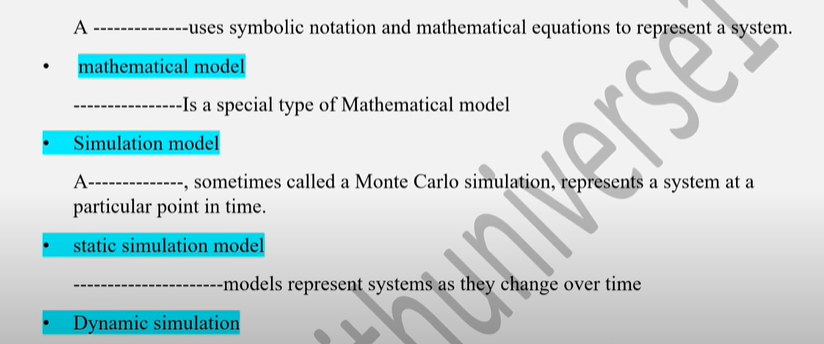 A --------------uses symbolic notation and mathematical equations to represent a system.
• mathematical model
----------------Is a special type of Mathematical model
• Simulation model
A--------------, sometimes called a Monte Carlo simulation, represents a system at a
particular point in time.
• static simulation model
----------------------models represent systems as they change over time
• Dynamic simulation